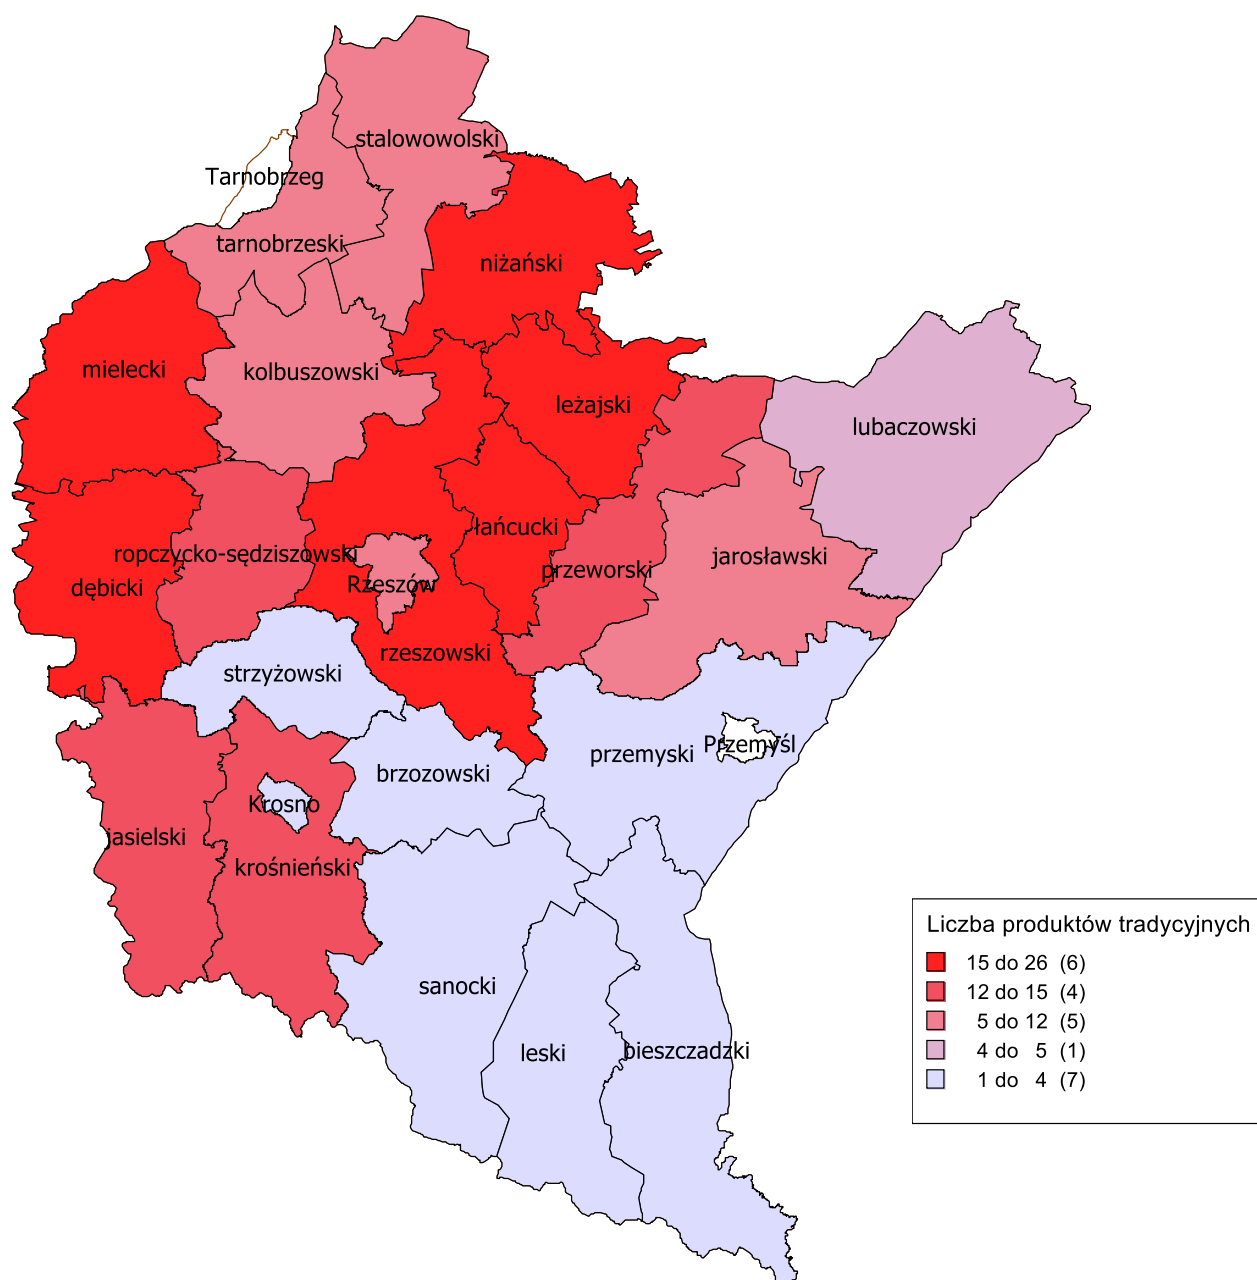 stalowowolski
Tarnobrzeg
tarnobrzeski
niżański
mielecki
kolbuszowski
leżajski
lubaczowski
łańcucki
ropczycko-sędziszowski
jarosławski
przeworski
dębicki
Rzeszów
rzeszowski
strzyżowski
Przemyśl
przemyski
brzozowski
Krosno
jasielski
krośnieński
sanocki
leski
bieszczadzki
Liczba produktów tradycyjnych
15 do 26 (6)
12 do 15 (4)
5 do 12 (5)
4 do 5 (1)
1 do 4 (7)